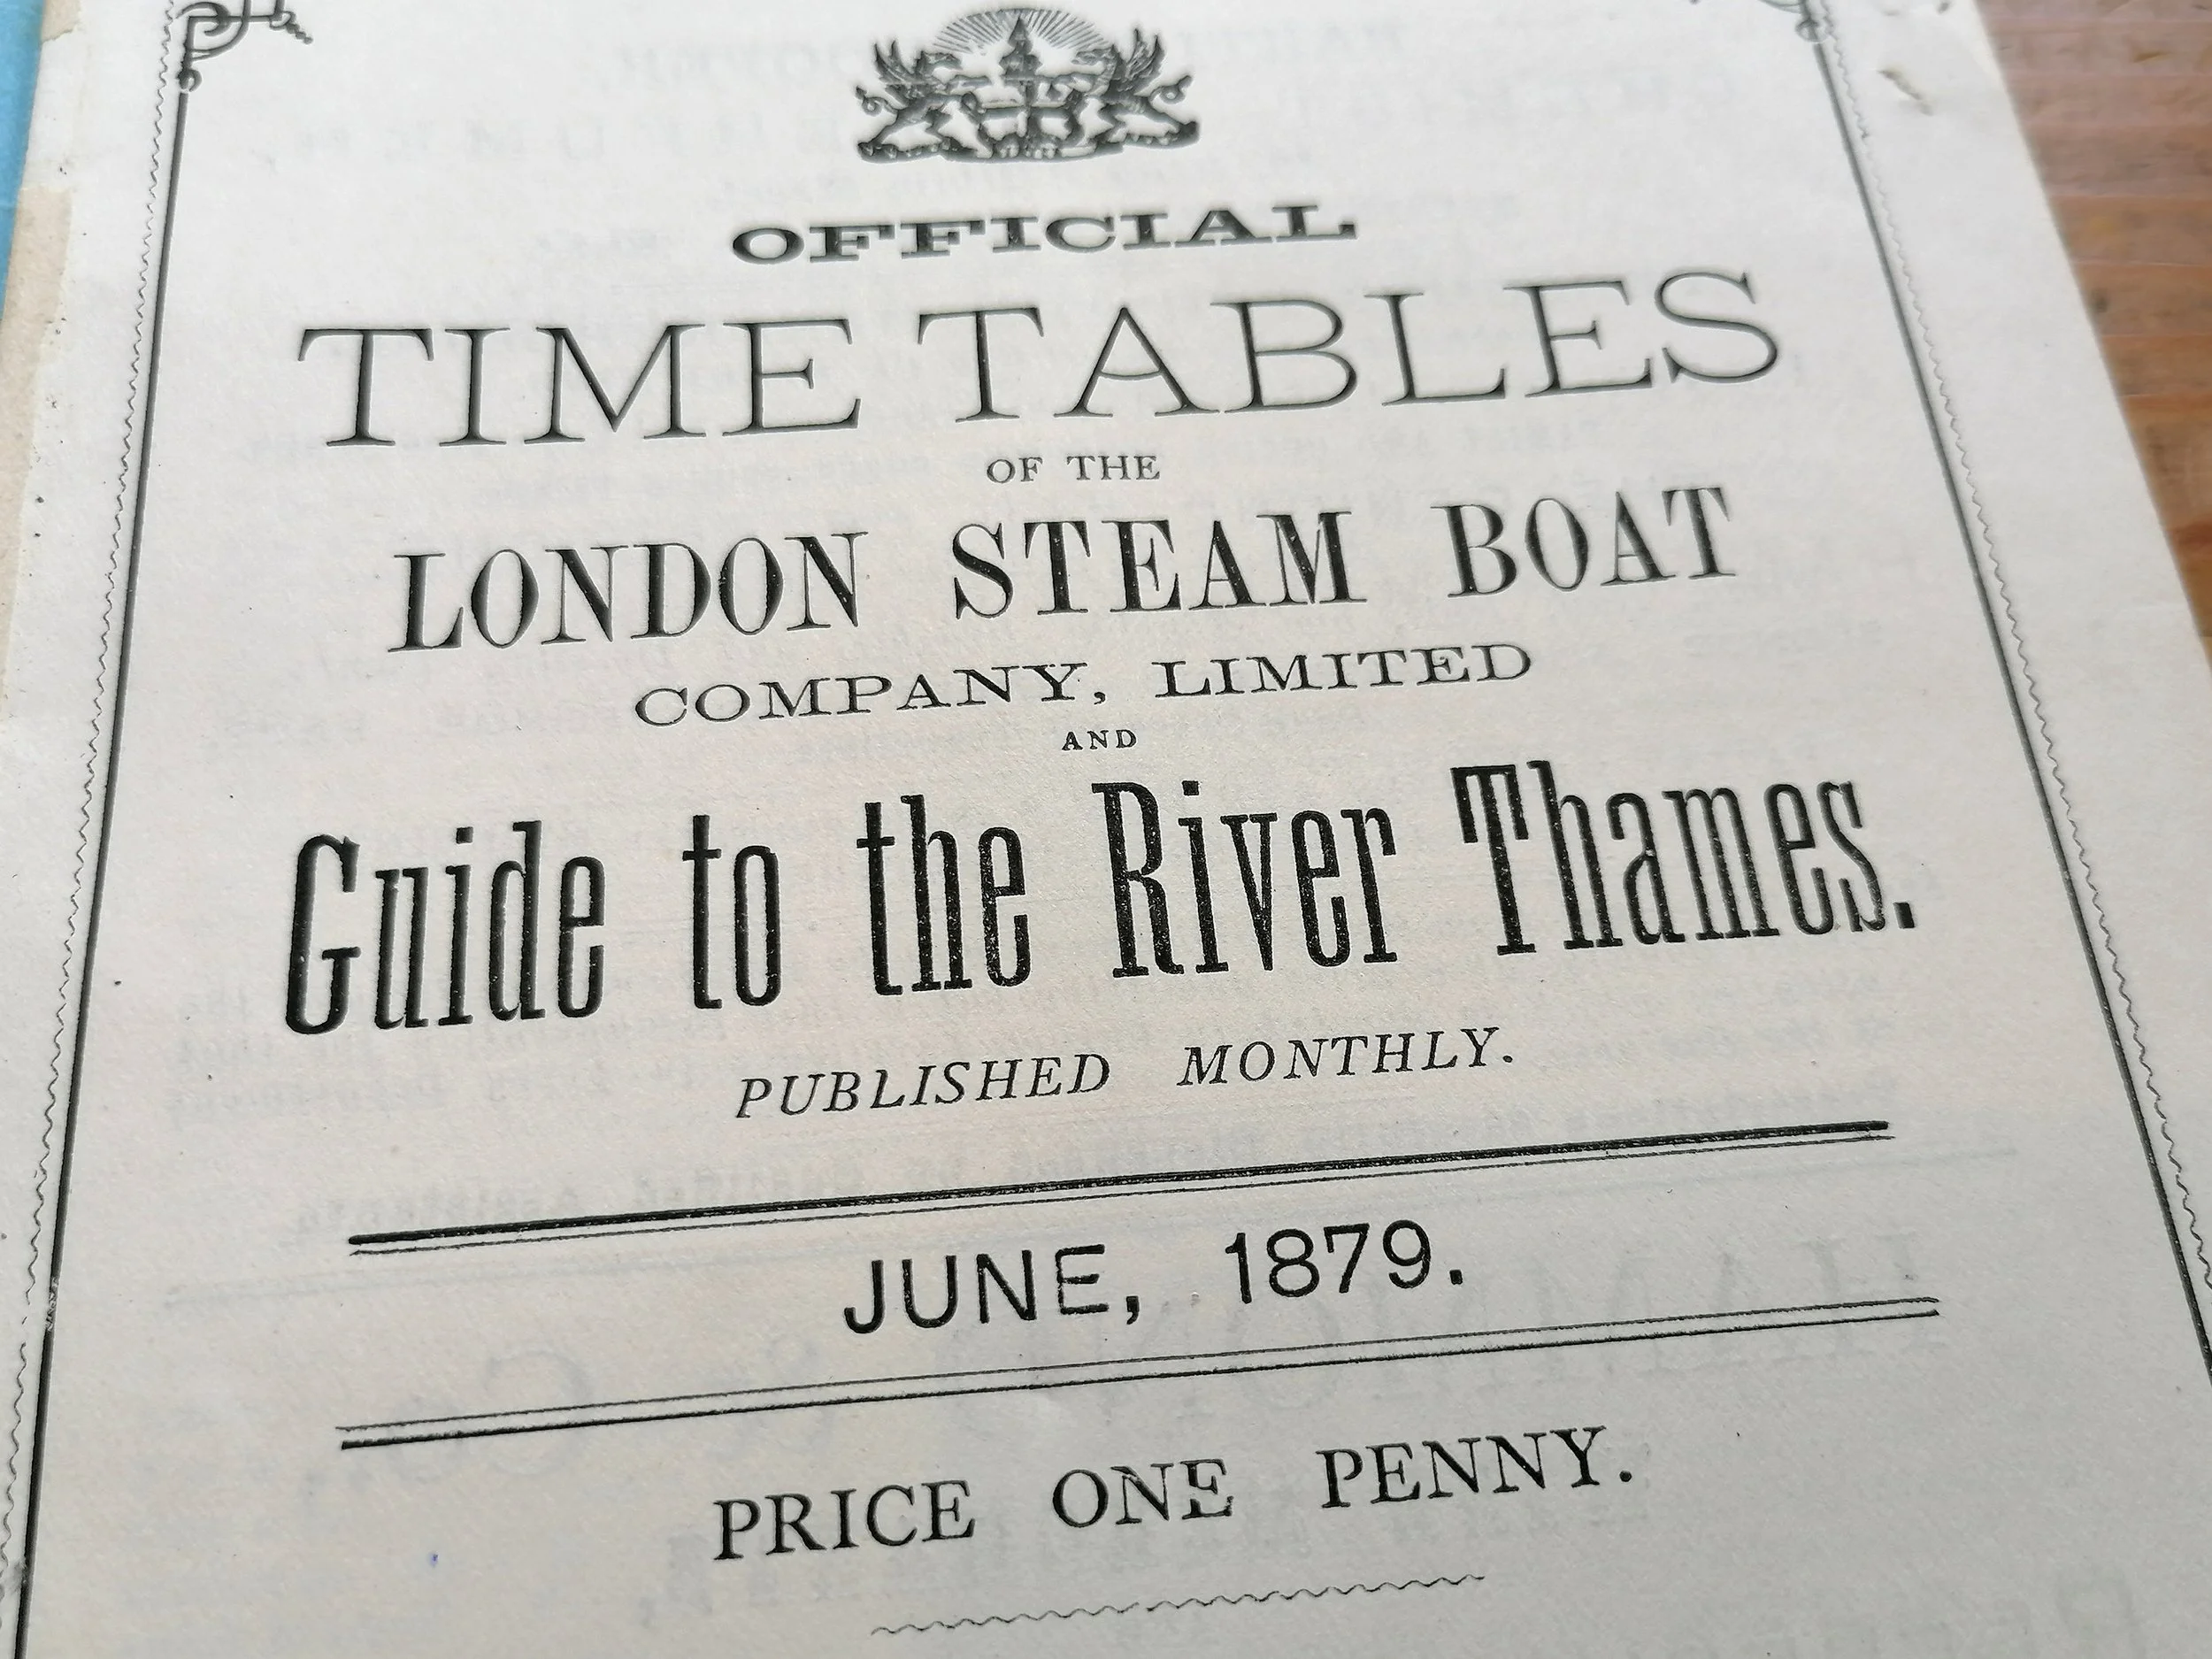 OFFICIAL
TIME TABLES
OF THE
LONDON STEAM BOAT
COMPANY, LIMITED
AND
Guide to the River Thames.
PUBLISHED MONTHLY.
JUNE, 1879.
PRICE ONE PENNY.